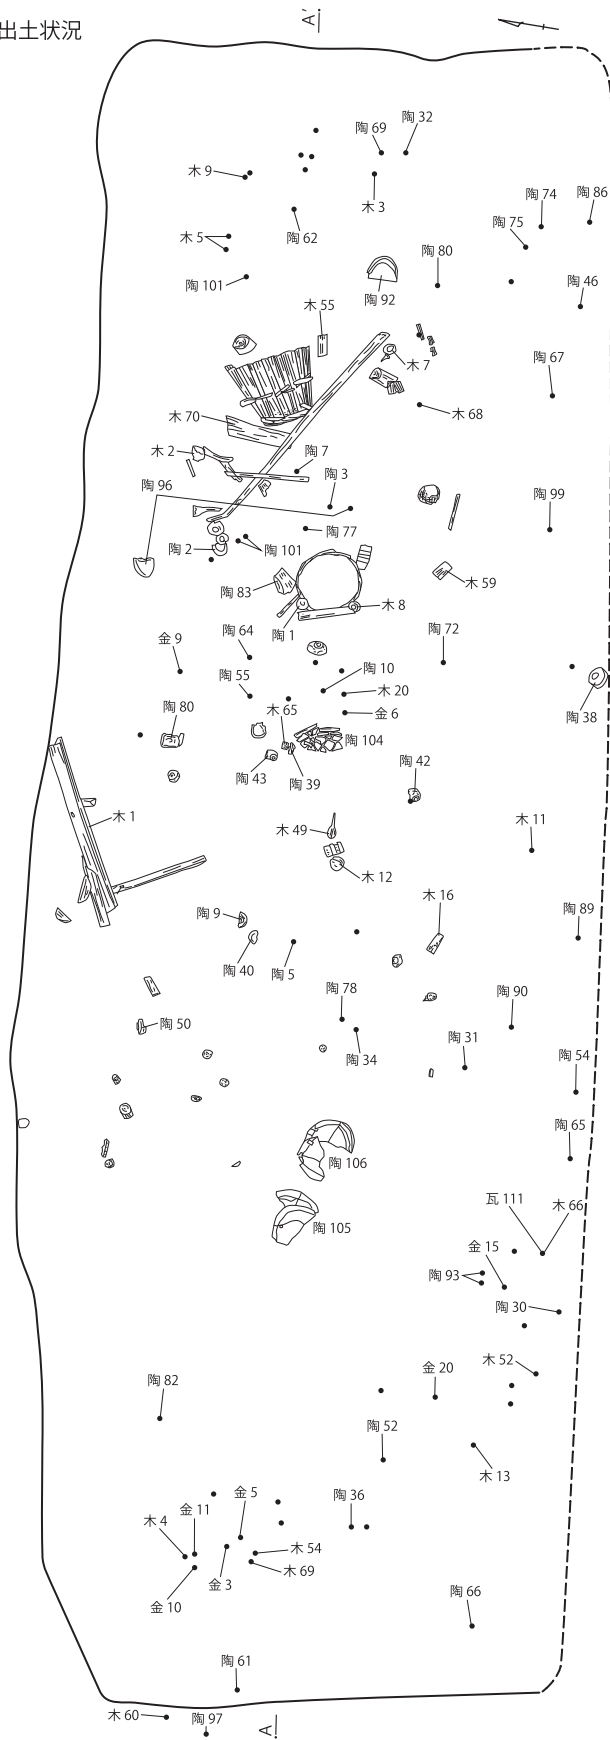 出土状況
A'
陶 32
陶 69
木 9
木 3
陶 86
陶 74
陶 75
木 5
陶 62
陶 80
陶 101
陶 92
陶 46
木 55
木 7
陶 67
木 70
木 68
木 2
陶 7
陶 3
陶 96
陶 99
陶 77
陶 2
陶 101
陶 83
木 59
木 8
陶 1
陶 64
陶 72
金 9
陶 10
陶 55
木 20
陶 80
木 65
金 6
陶 38
陶 104
陶 43
陶 39
陶 42
木 1
木 49
木 11
木 12
木 16
陶 9
陶 89
陶 40
陶 5
陶 78
陶 90
陶 50
陶 34
陶 31
陶 54
陶 65
陶 106
瓦 111
木 66
陶 105
金 15
陶 93
陶 30
木 52
金 20
陶 82
陶 52
木 13
金 5
陶 36
金 11
木 4
木 54
木 69
金 3
金 10
陶 66
陶 61
木 60
陶 97
A